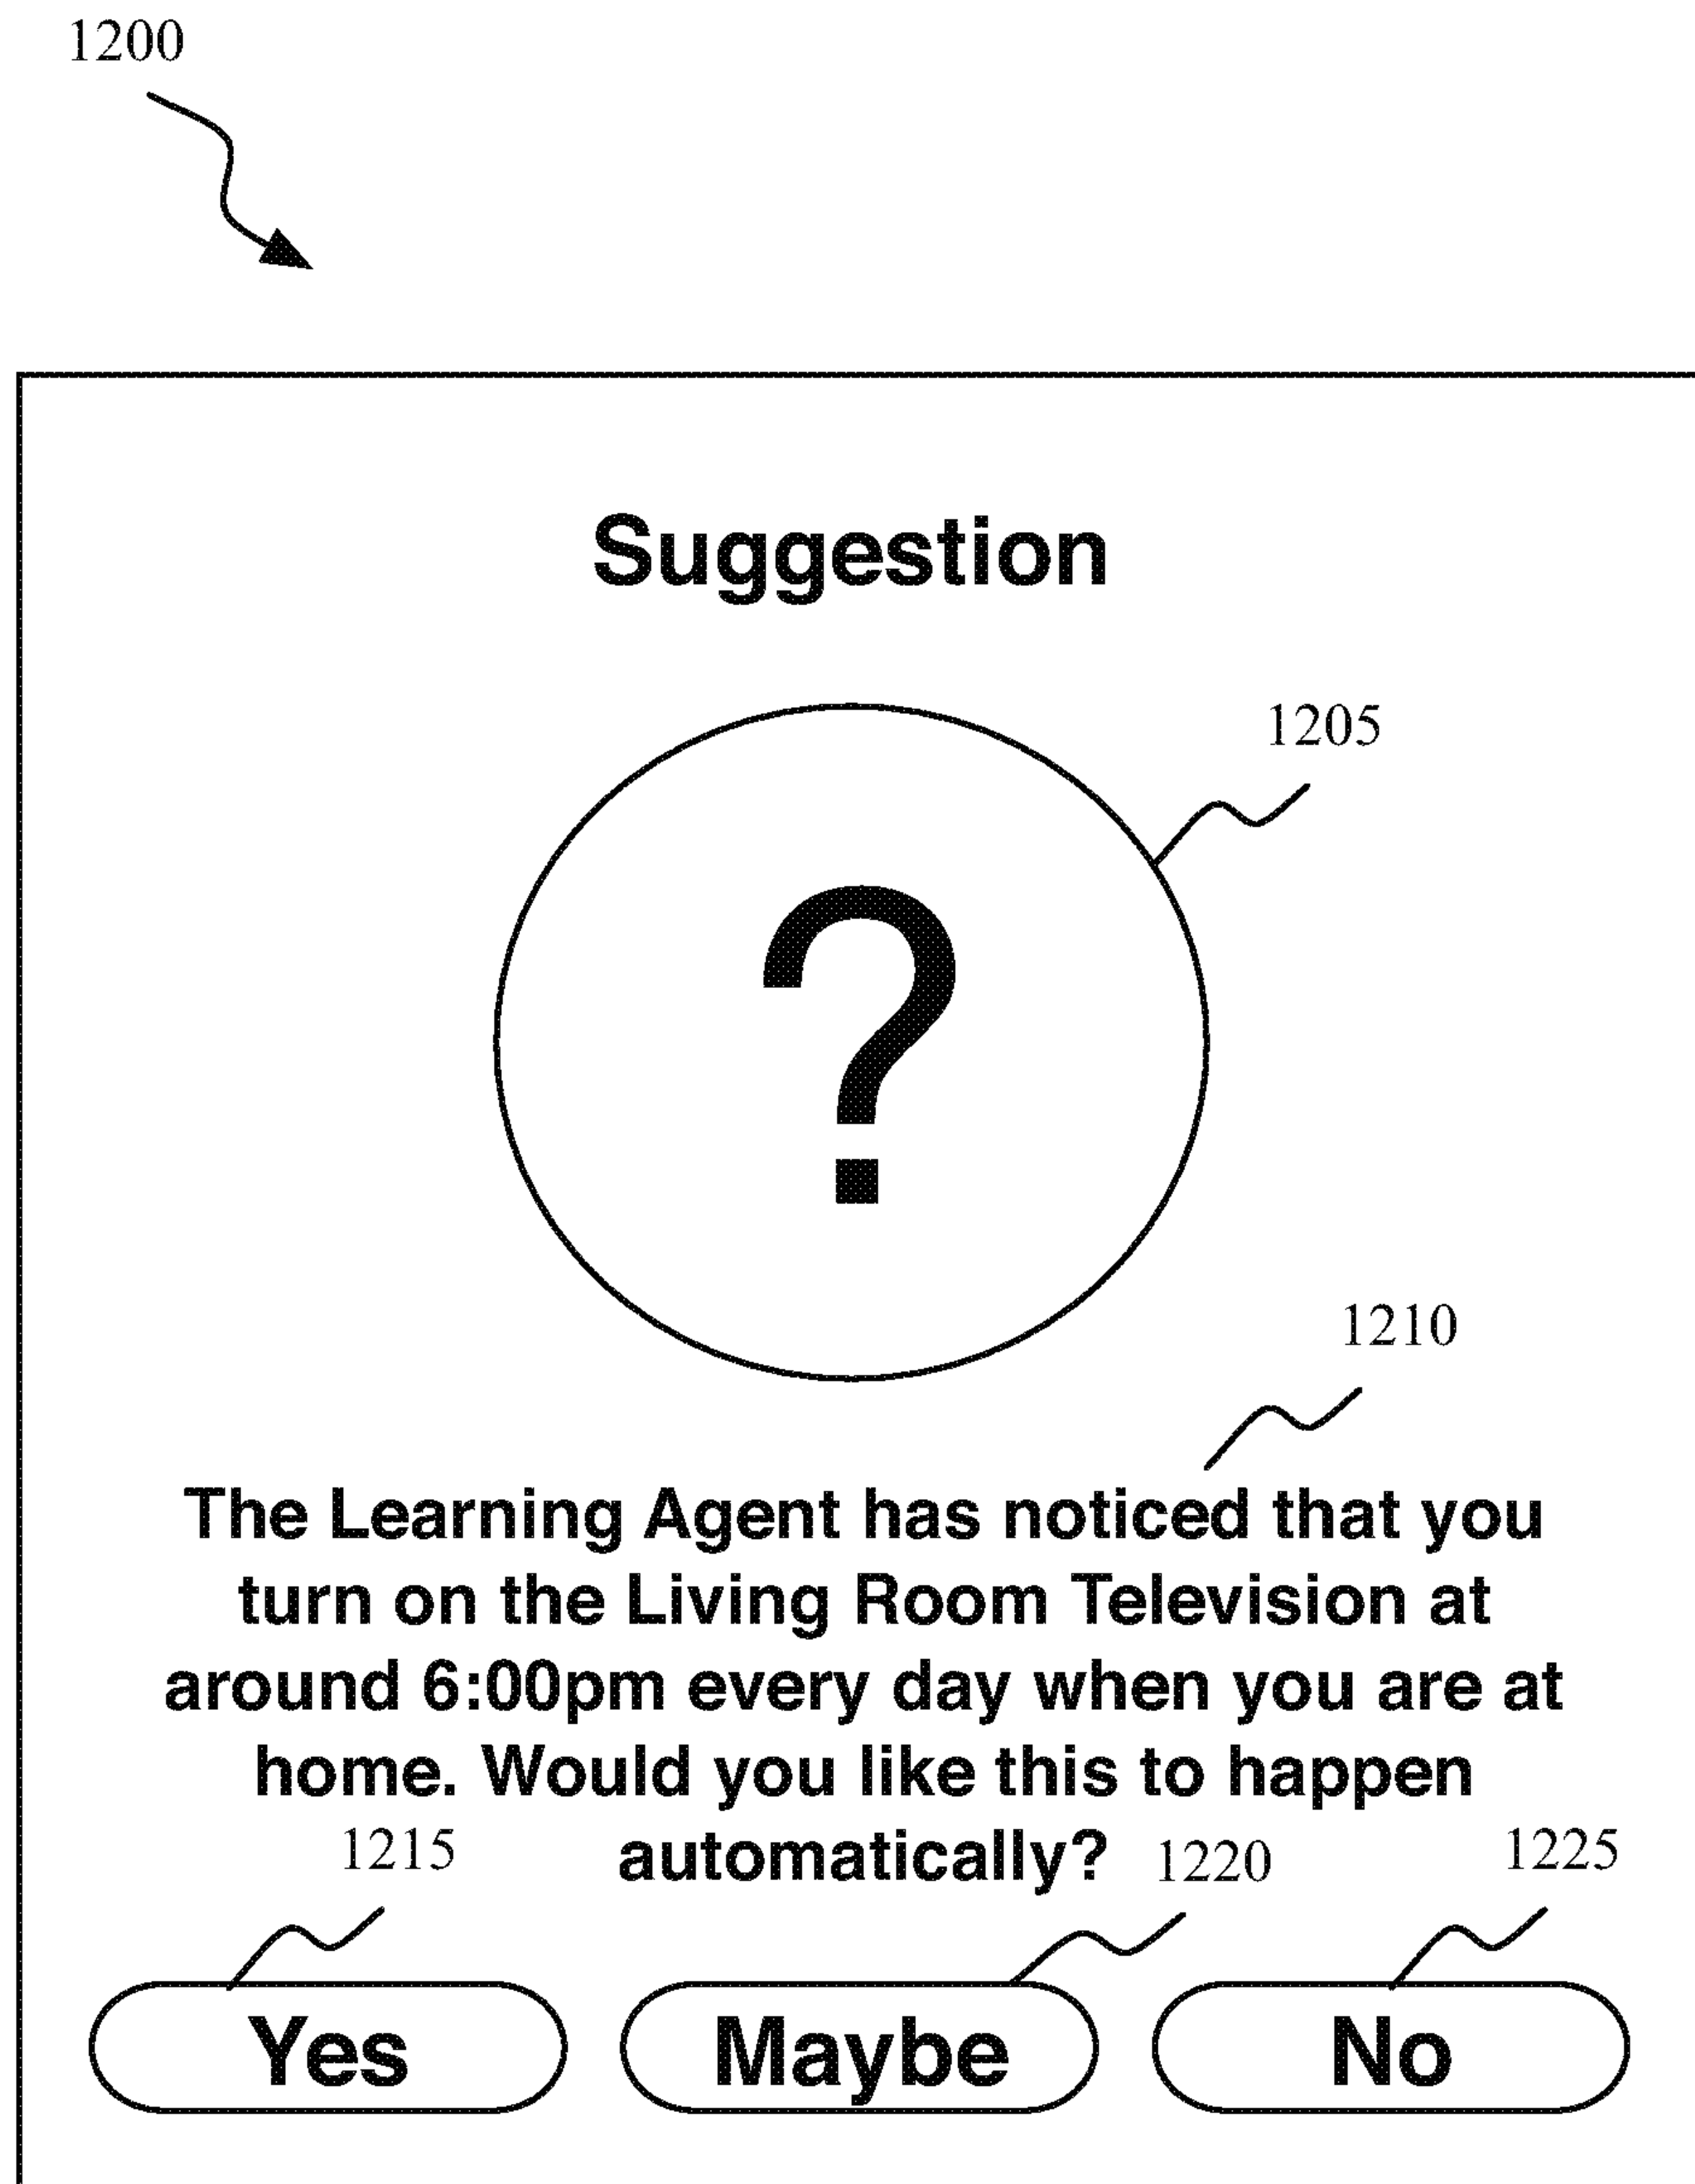 1200
Suggestion
1205
?
1210
The Learning Agent has noticed that you
turn on the Living Room Television at
around 6:00pm every day when you are at
home. Would you like this to happen
automatically?
1215
1220
1225
Yes
Maybe
No